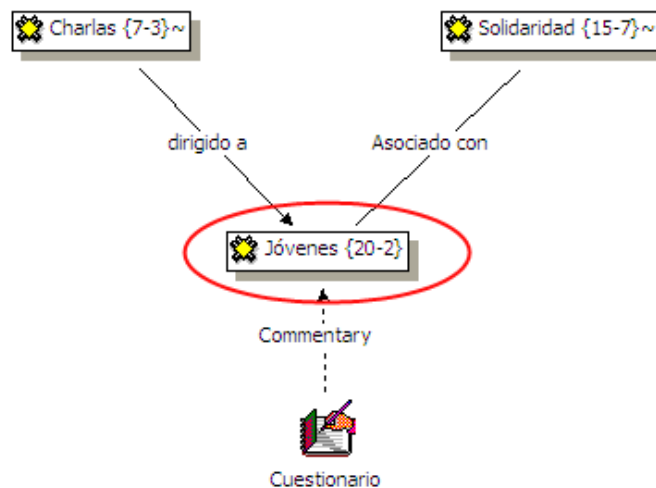 Charlas {7-3}~
Solidaridad {15-7}~
dirigido a
Asociado con
Jóvenes {20-2}
Commentary
Cuestionario